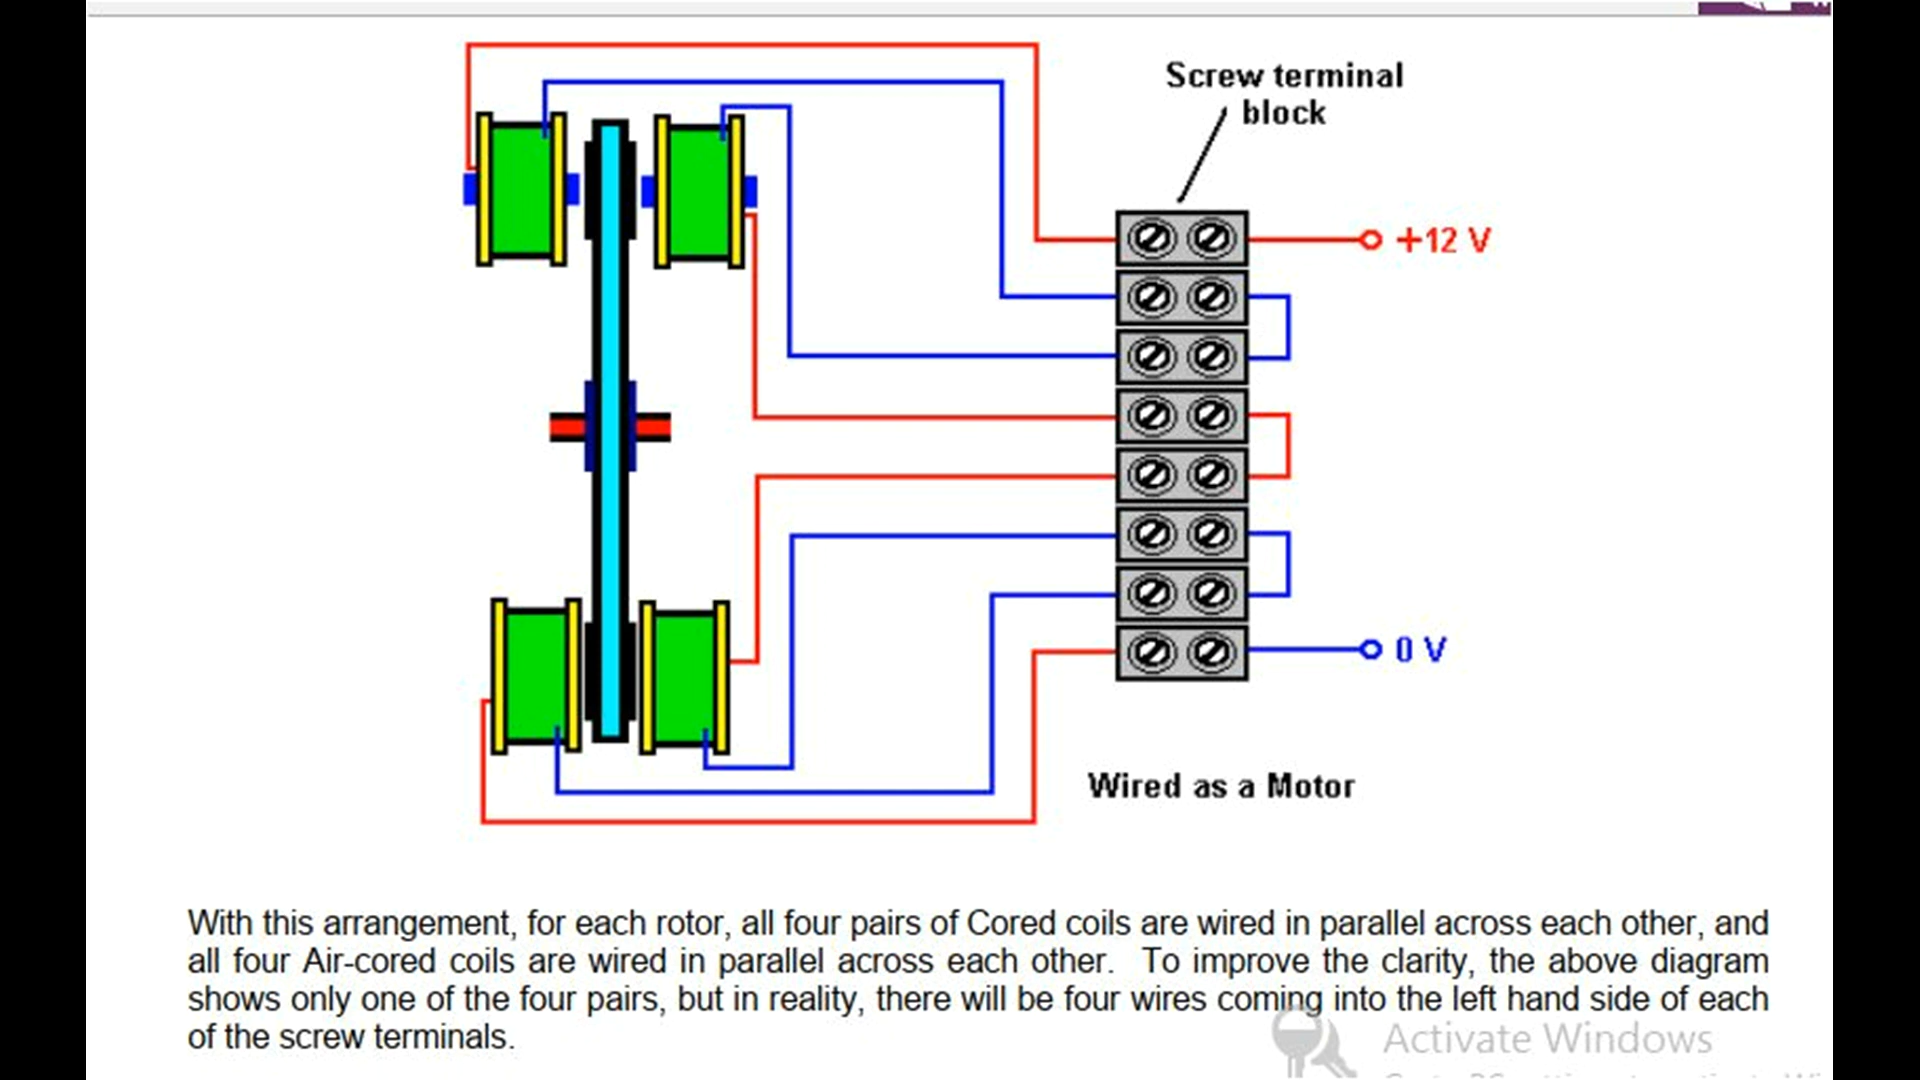 Screw terminal
block
+12 V
0 V
Wired as a Motor
With this arrangement, for each rotor, all four pairs of Cored coils are wired in parallel across each other, and
all four Air-cored coils are wired in parallel across each other. To improve the clarity, the above diagram
shows only one of the four pairs, but in reality, there will be four wires coming into the left hand side of each
of the screw terminals.
Activate Windows